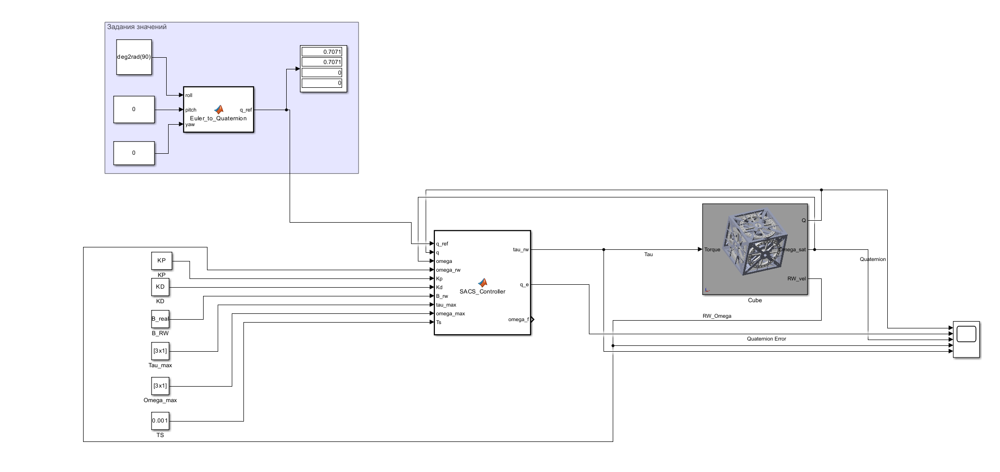 Задания значений
deg2rad(90)
0
0
roll
pitch
yaw
q_ref
Euler_to_Quaternion
0.7071
0.7071
0
0
KP
KP
KD
KD
B_real
B_RW
[3x1]
Tau_max
[3x1]
Omega_max
0.001
TS
q_ref
q
omega
omega_rw
Kp
Kd
B_rw
tau_max
omega_max
Ts
SACS_Controller
tau_rw
q_e
omega_f
Tau
Torque
Q
Omega_sat
RW_vel
Cube
Quaternion
RW_Omega
Quaternion Error